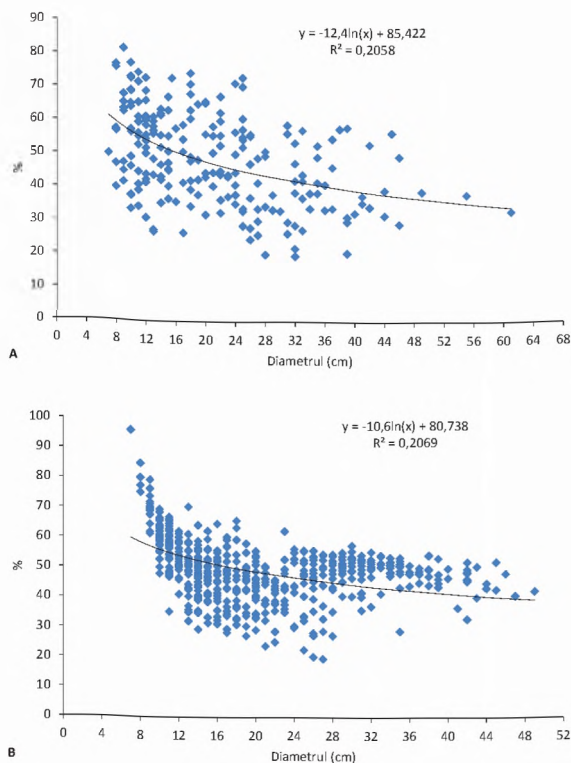 90
80
70
60
50
40
30
20
10
0
%
y = -12,4ln(x) + 85,422
R² = 0,2058
0 4 8 12 16 20 24 28 32 36 40 44 48 52 56 60 64 68
Diametrul (cm)
A
100
90
80
70
60
50
40
30
20
10
0
%
y = -10,6ln(x) + 80,738
R² = 0,2069
0 4 8 12 16 20 24 28 32 36 40 44 48 52
Diametrul (cm)
B